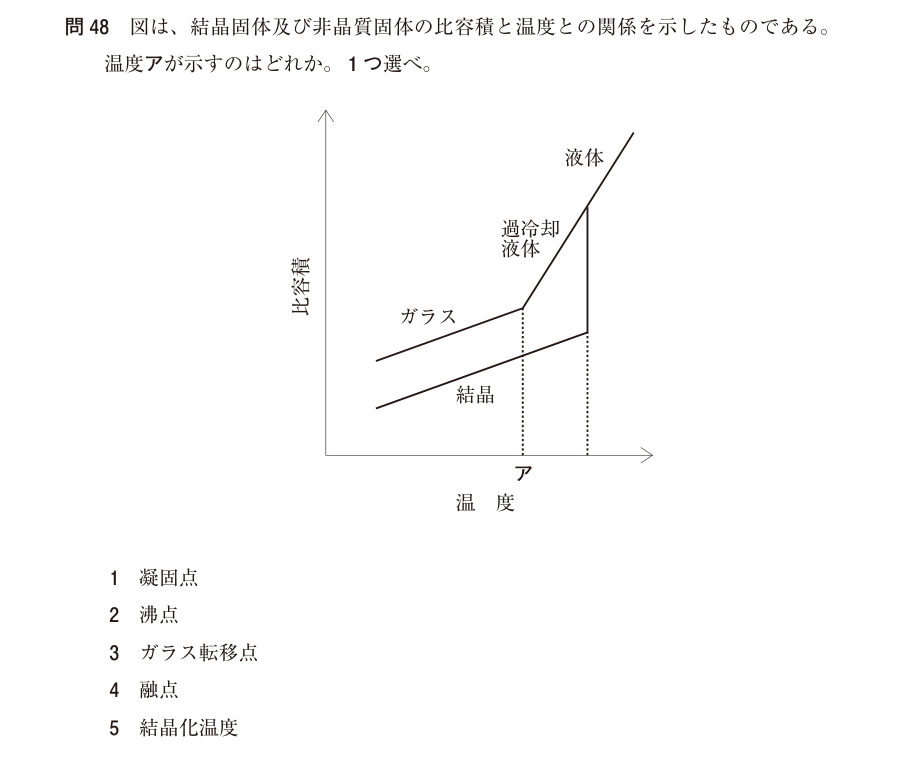 問 48　図は、結晶固体及び非晶質固体の比容積と温度との関係を示したものである。
温度アが示すのはどれか。1つ選べ。
液体
過冷却
液体
比容積
ガラス
結晶
ア
温　度
1　凝固点
2　沸点
3　ガラス転移点
4　融点
5　結晶化温度